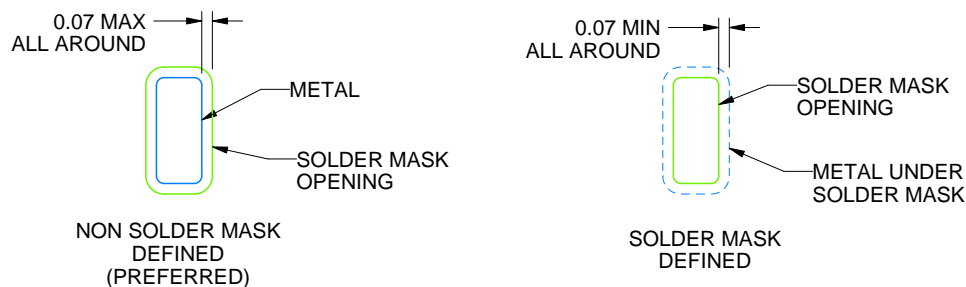 0.07 MAX
ALL AROUND
METAL
SOLDER MASK
OPENING
NON SOLDER MASK
DEFINED
(PREFERRED)
0.07 MIN
ALL AROUND
SOLDER MASK
OPENING
METAL UNDER
SOLDER MASK
SOLDER MASK
DEFINED